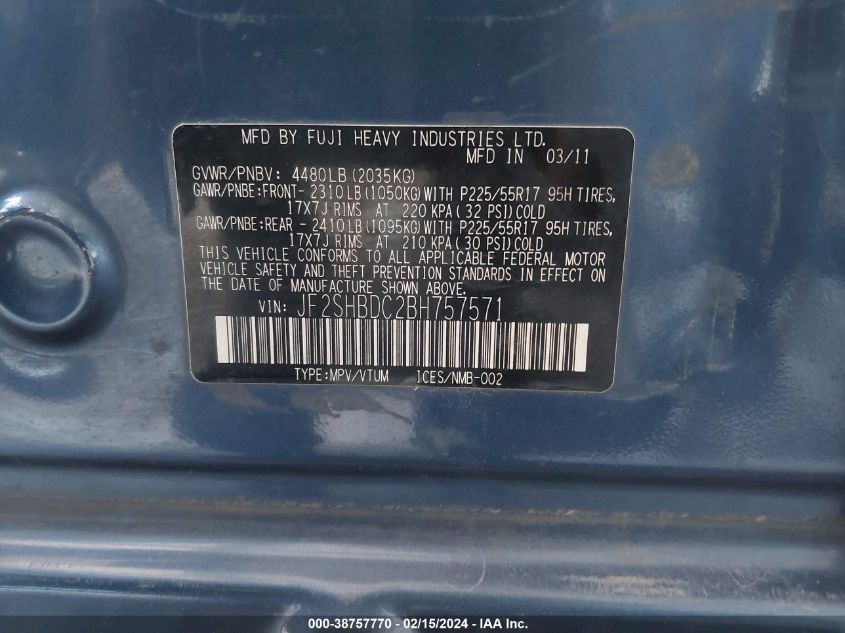 MFD BY FUJI HEAVY INDUSTRIES LTD.
MFD IN 03/11
GVWR/PNBV: 4480LB(2035KG)
GAWR/PNBE:FRONT- 2310LB(1050KG)WITH P225/55R17 95H TIRES,
17X7J RIMS AT 220 KPA(32 PSI)COLD
GAWR/PNBE:REAR - 2410LB(1095KG)WITH P225/55R17 95H TIRES,
17X7J RIMS AT 210 KPA(30 PSI)COLD
THIS VEHICLE CONFORMS TO ALL APPLICABLE FEDERAL MOTOR
VEHICLE SAFETY AND THEFT PREVENTION STANDARDS IN EFFECT ON
THE DATE OF MANUFACTURE SHOWN ABOVE.
VIN: JF2SHBDC2BH757571
TYPE:MPV/VTUM ICES/NMB-002
000-38757770 - 02/15/2024 - IAA Inc.